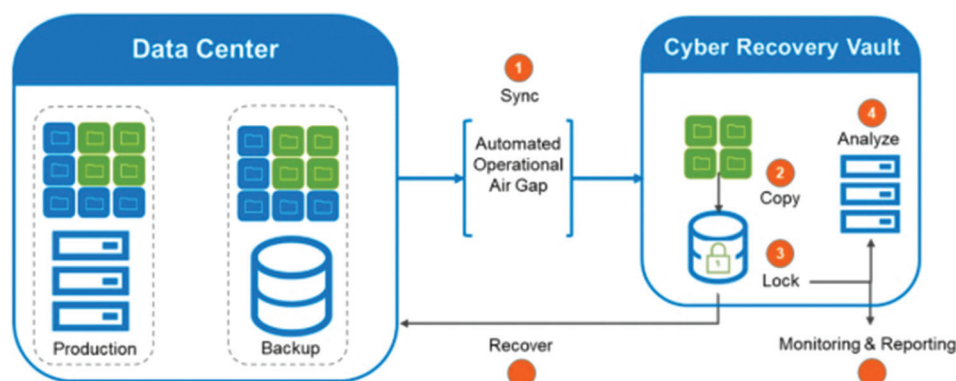 Data Center
Production
Backup
1
Sync
Automated
Operational
Air Gap
Cyber Recovery Vault
2
Copy
3
Lock
1
4
Analyze
Recover
Monitoring & Reporting